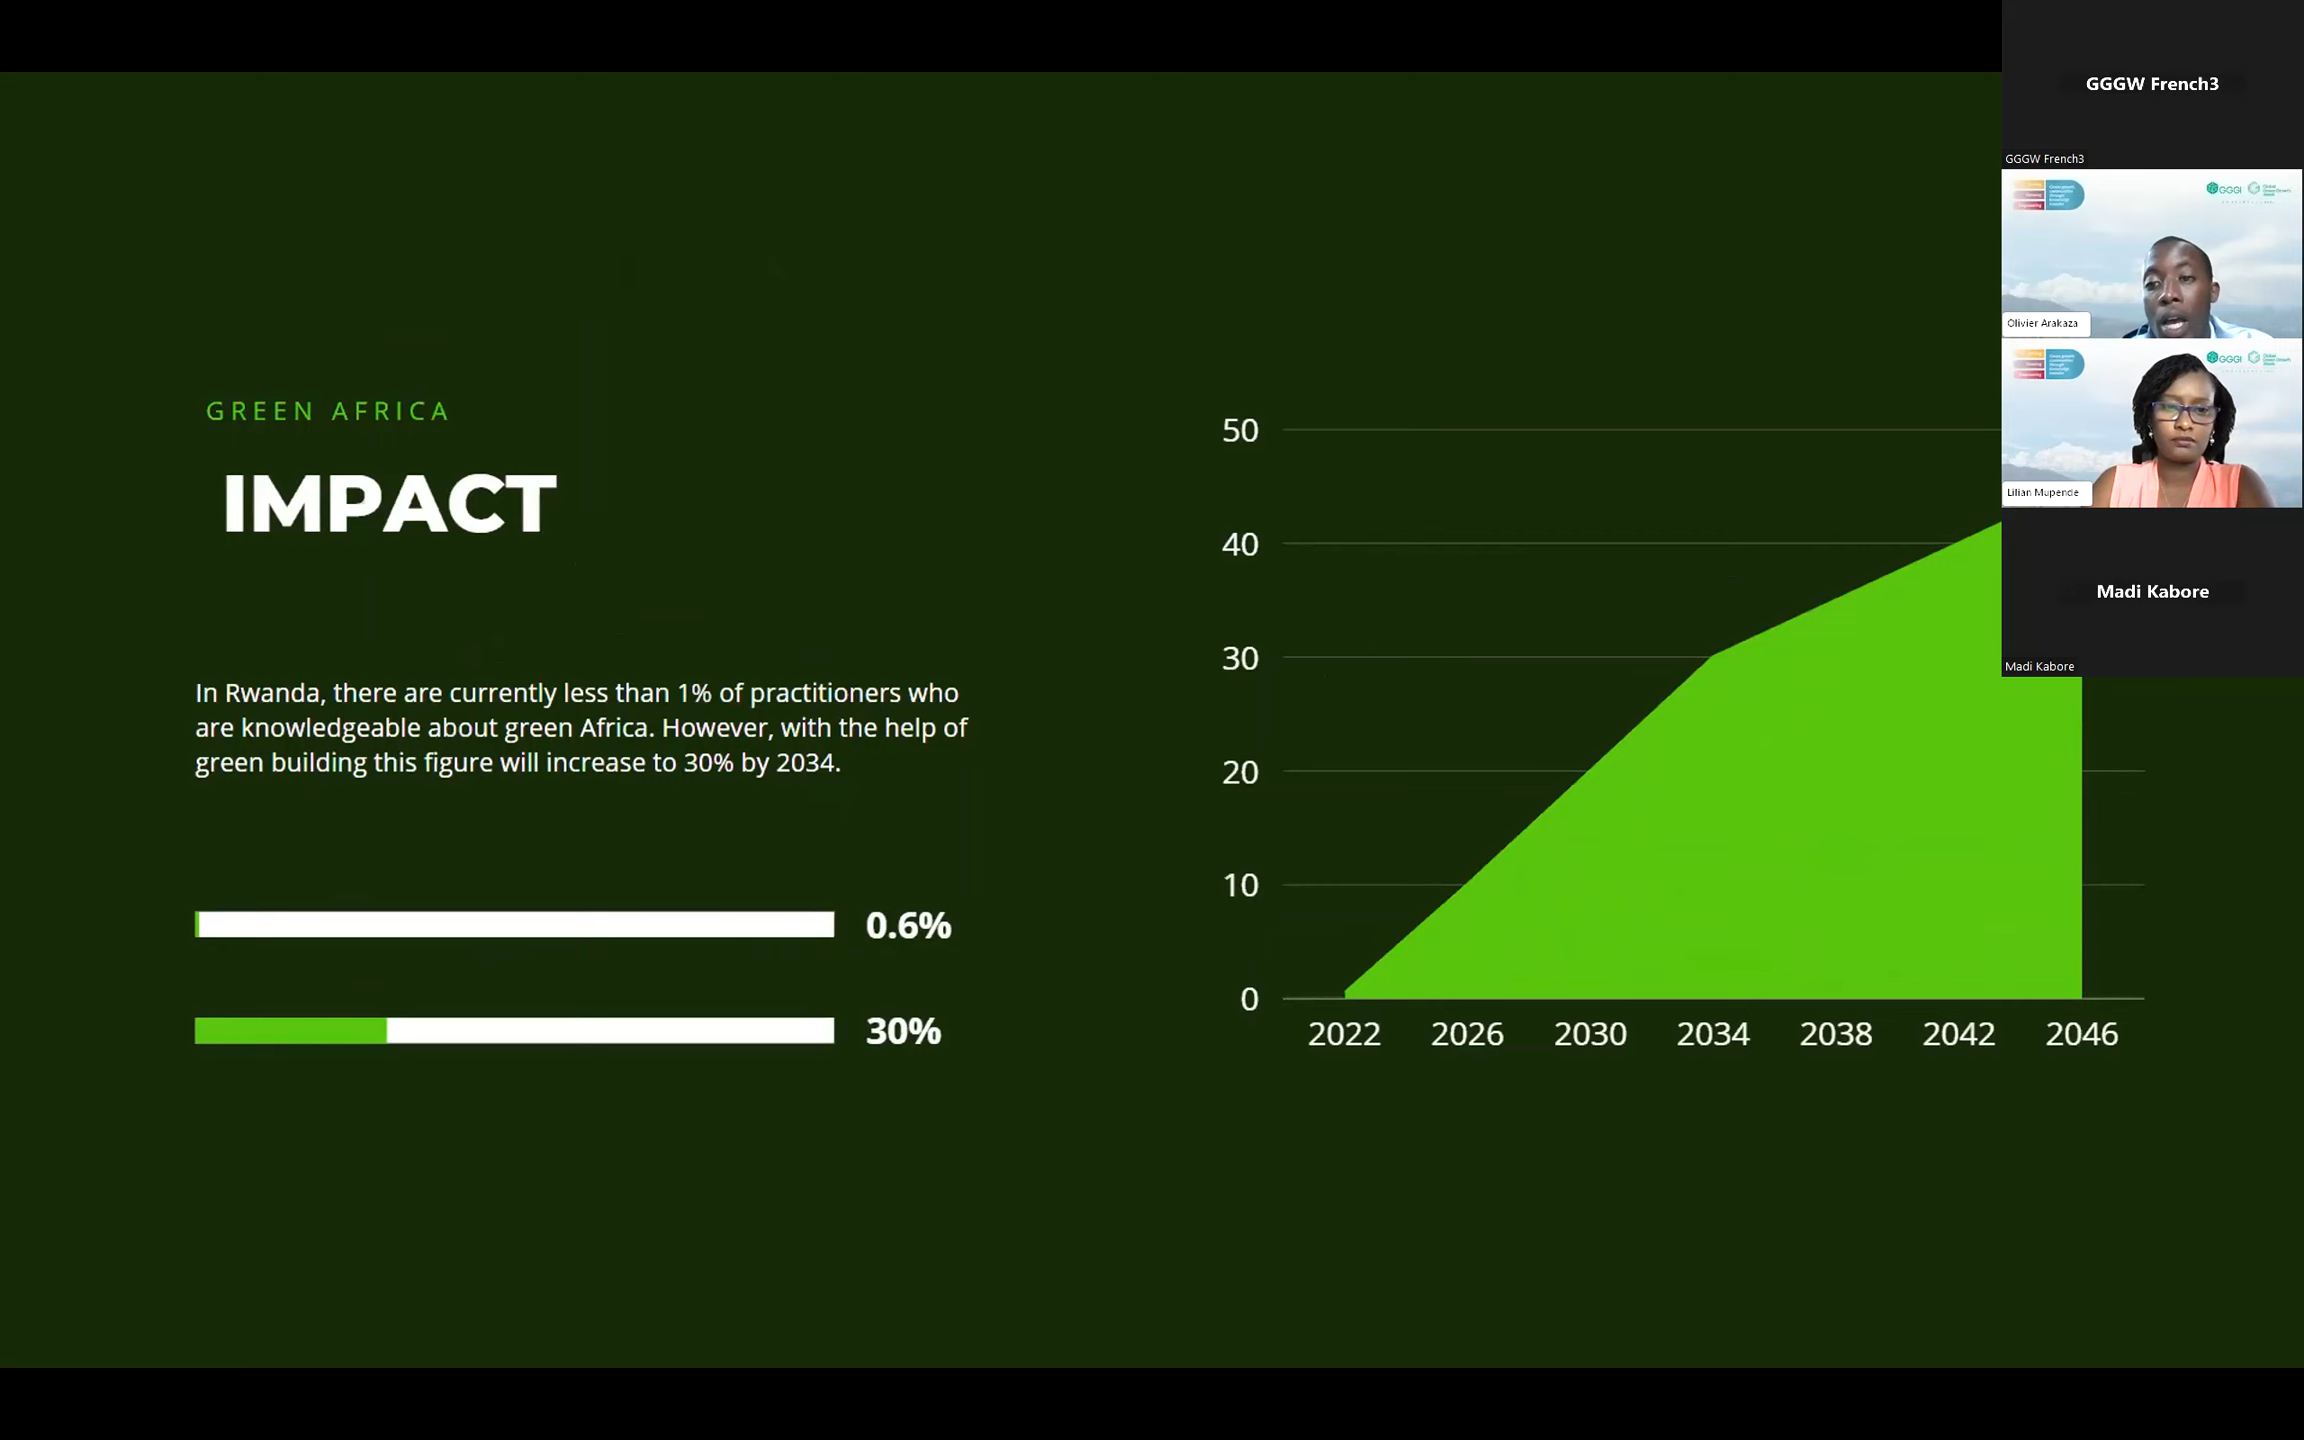 GREEN AFRICA
IMPACT
In Rwanda, there are currently less than 1% of practitioners who
are knowledgeable about green Africa. However, with the help of
green building this figure will increase to 30% by 2034.
0.6%
30%
50
40
30
20
10
0
2022 2026 2030 2034 2038 2042 2046
GGGW French3
GGGW French3
GGGI
Olivier Arakaza
GGGI
Lilian Mupende
Madi Kabore
Madi Kabore